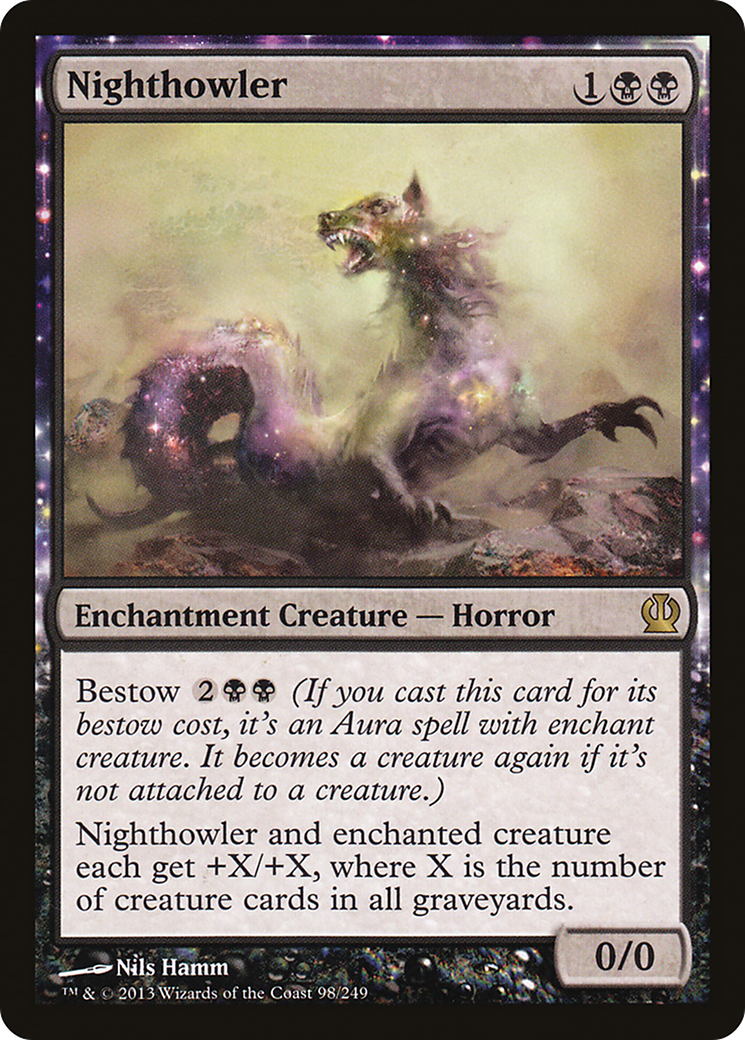 Nighthowler 1
Enchantment Creature — Horror
Bestow 2 (If you cast this card for its
bestow cost, it's an Aura spell with enchant
creature. It becomes a creature again if it's
not attached to a creature.)
Nighthowler and enchanted creature
each get +X/+X, where X is the number
of creature cards in all graveyards.
0/0
Nils Hamm
™ & © 2013 Wizards of the Coast 98/249